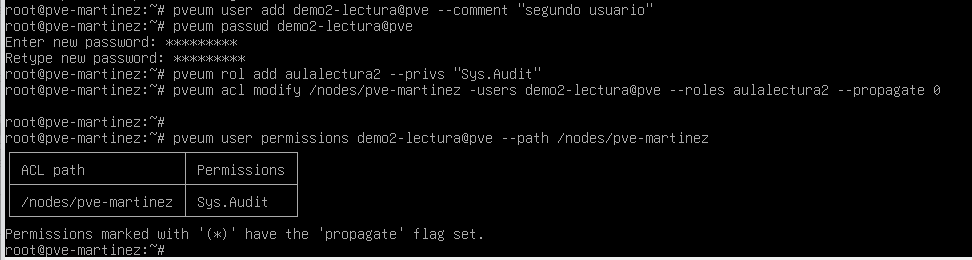 root@pve-martinez:~# pveum user add demo2-lectura@pve --comment "segundo usuario"
root@pve-martinez:~# pveum passwd demo2-lectura@pve
Enter new password: *********
Retype new password: *********
root@pve-martinez:~# pveum rol add aulalectura2 --privs "Sys.Audit"
root@pve-martinez:~# pveum acl modify /nodes/pve-martinez -users demo2-lectura@pve --roles aulalectura2 --propagate 0
root@pve-martinez:~#
root@pve-martinez:~# pveum user permissions demo2-lectura@pve --path /nodes/pve-martinez
ACL path Permissions
/nodes/pve-martinez Sys.Audit
Permissions marked with '(*)' have the 'propagate' flag set.
root@pve-martinez:~#